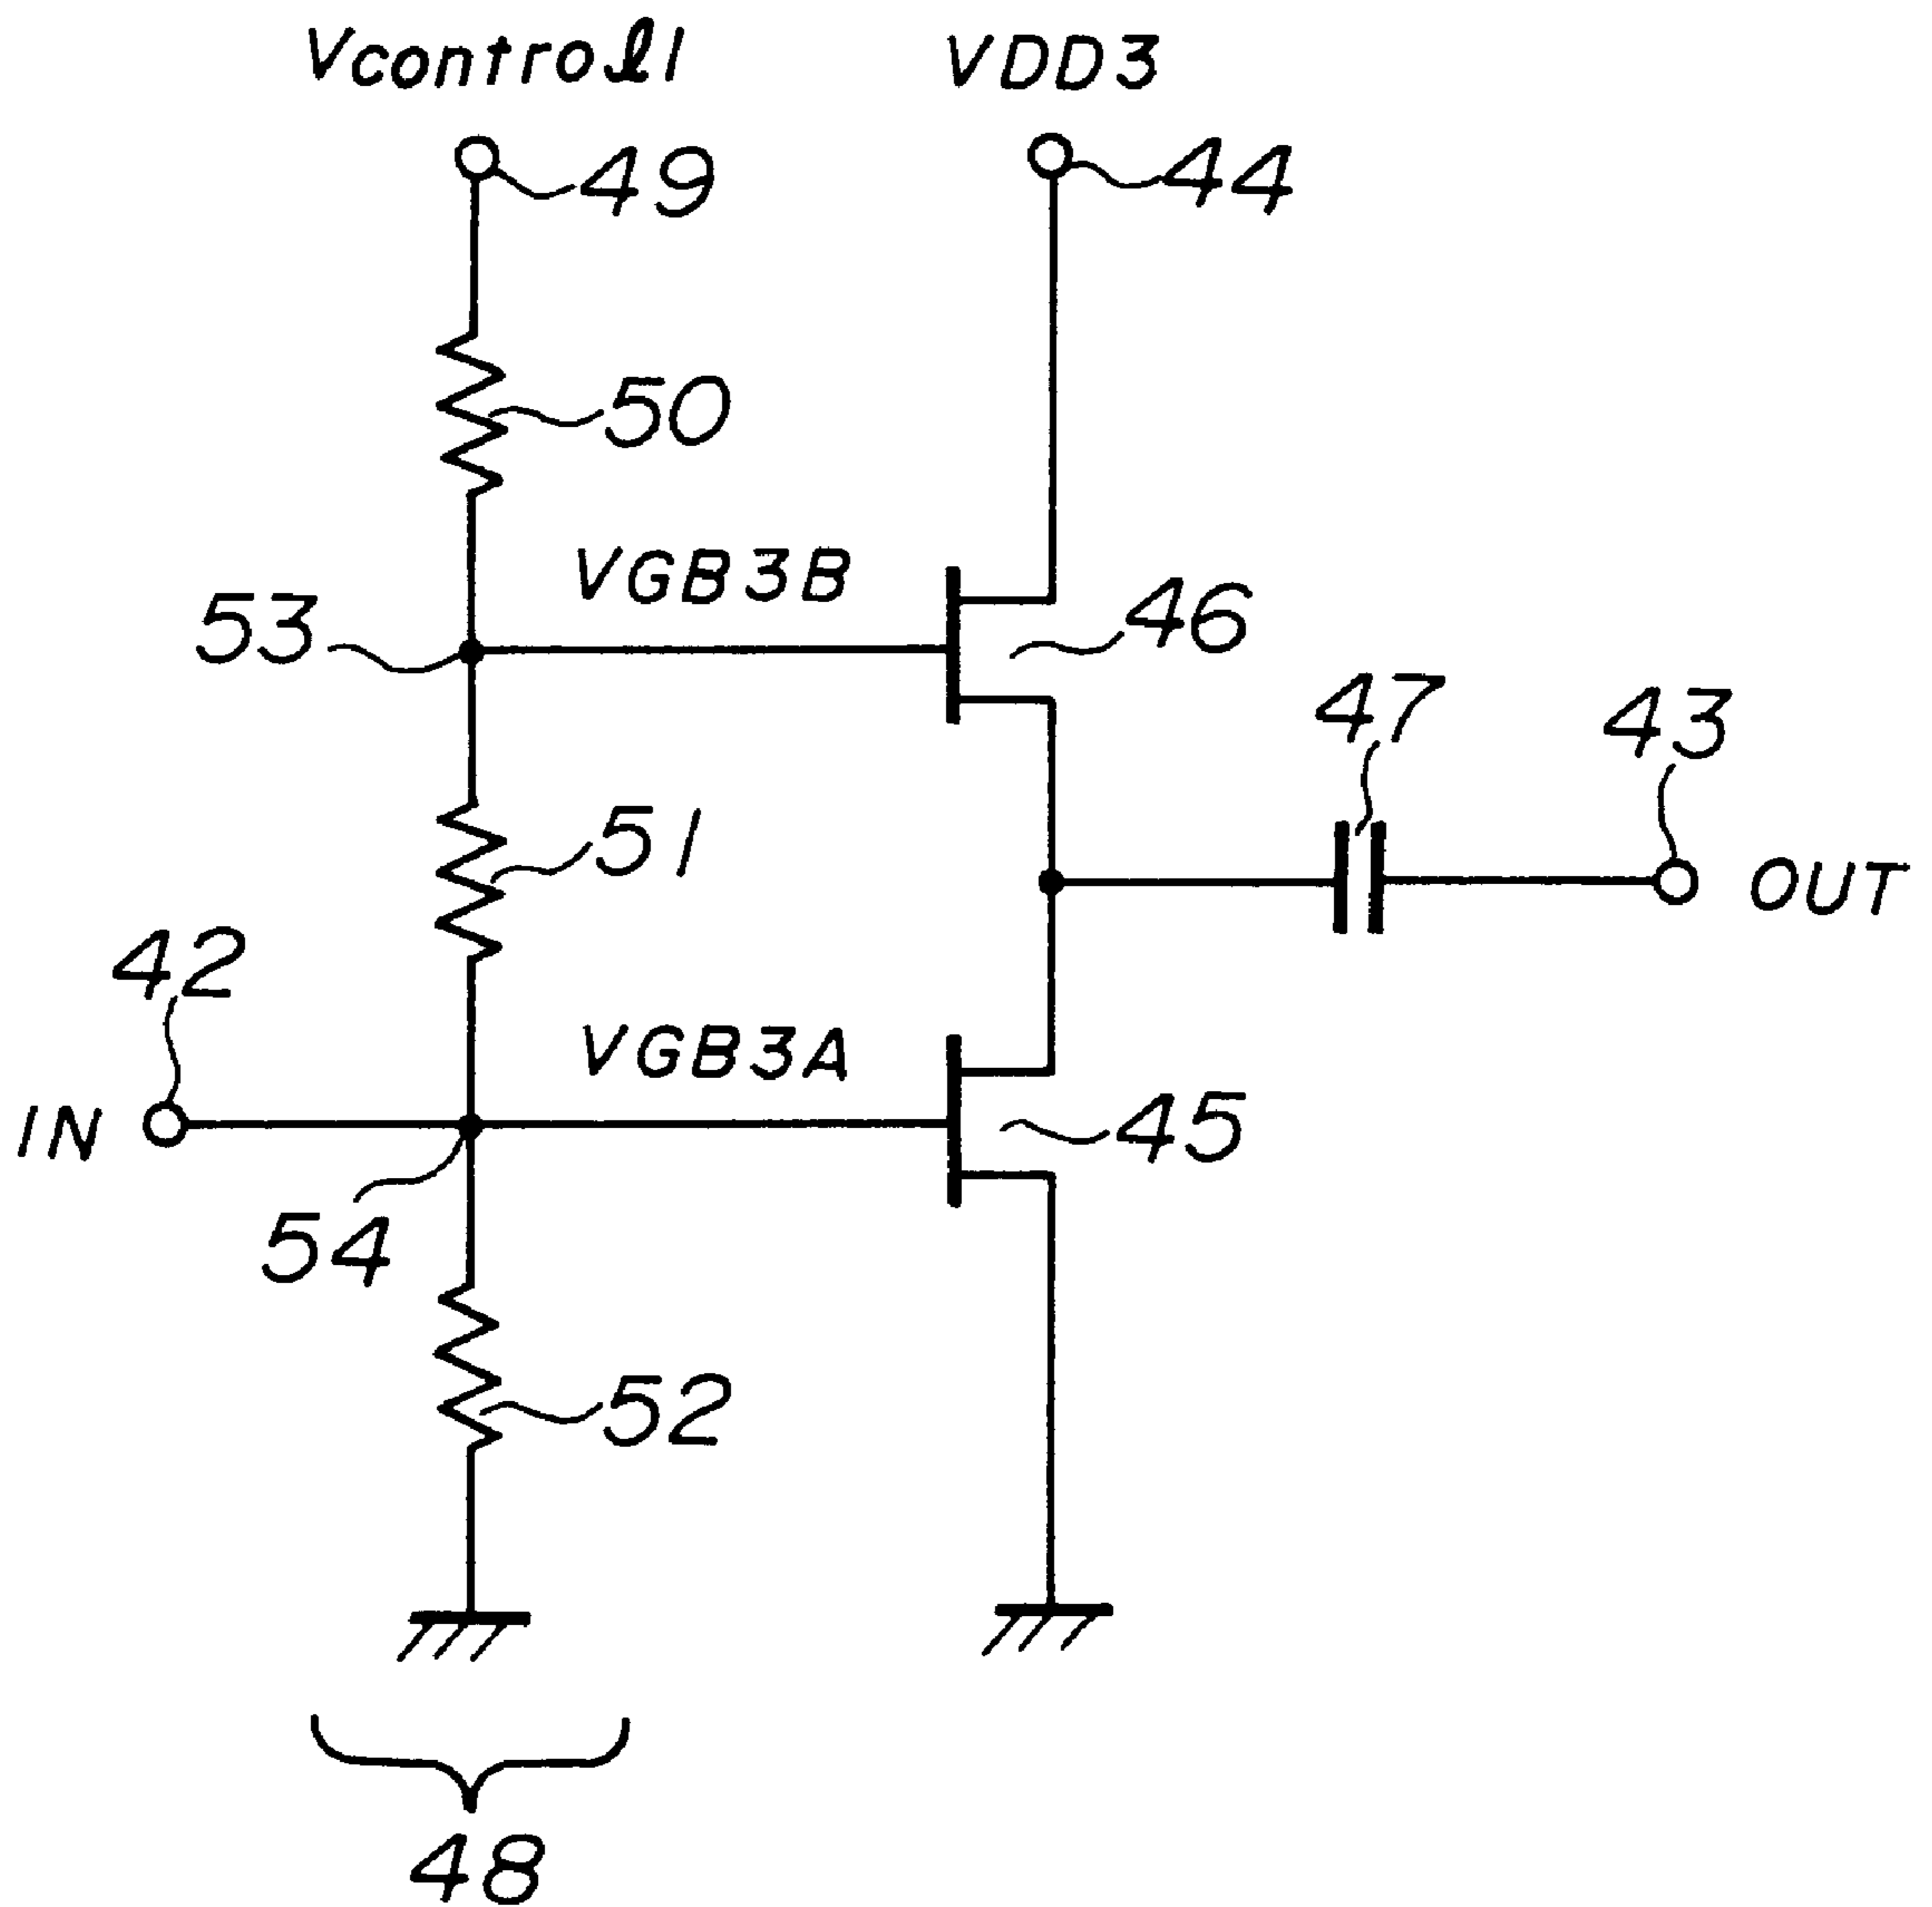 Vcontrol1 VDD3
49 44
50
VGB3B
53 46
47 43
51
OUT
42
VGB3A
IN 45
54
52
48